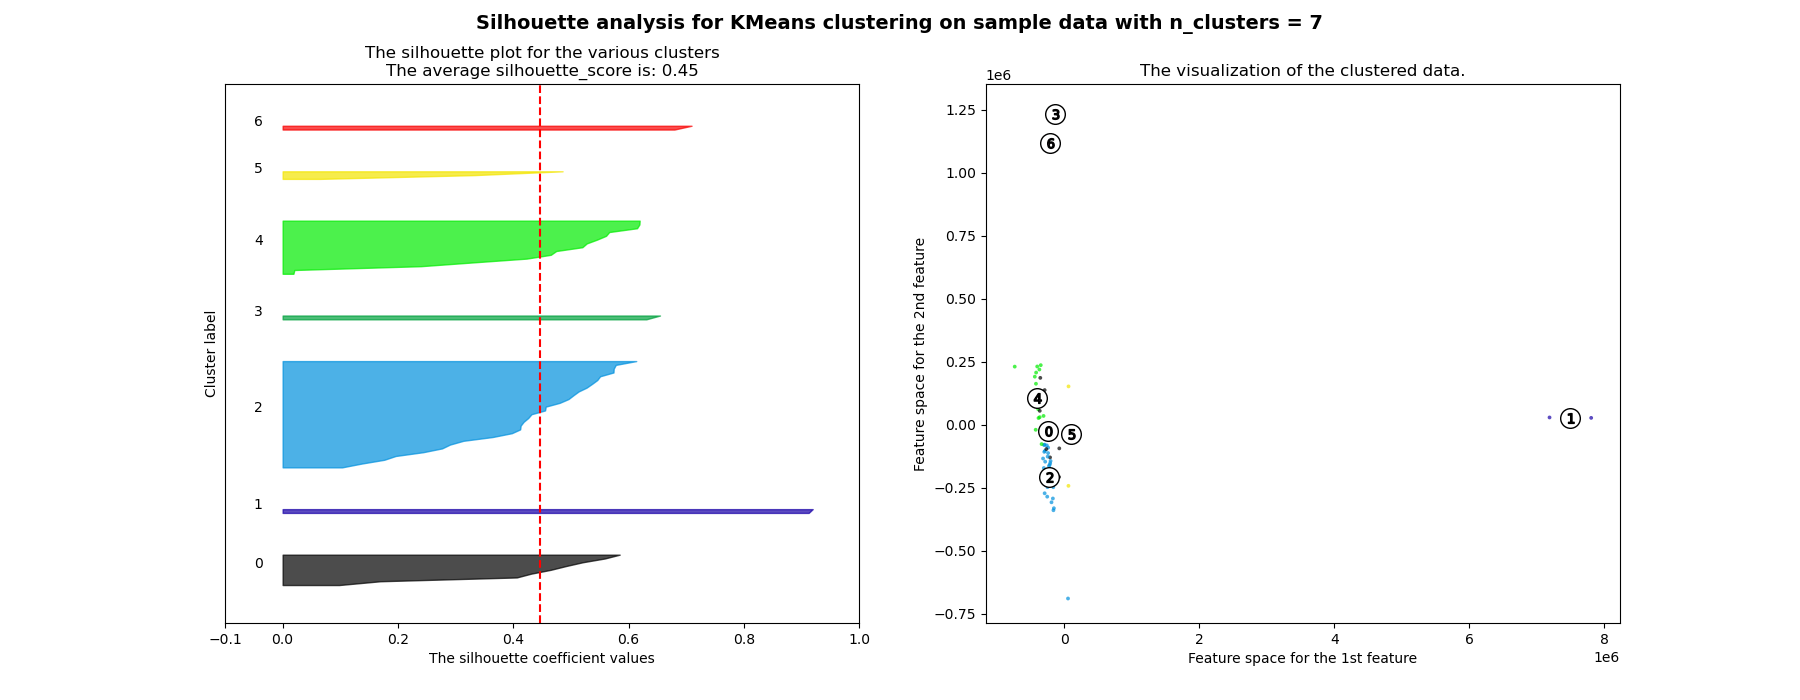 Silhouette analysis for KMeans clustering on sample data with n_clusters = 7
The silhouette plot for the various clusters
The average silhouette_score is: 0.45
6
5
4
3
2
1
0
Cluster label
−0.1 0.0 0.2 0.4 0.6 0.8 1.0
The silhouette coefficient values
The visualization of the clustered data.
1e6
1.25
1.00
0.75
0.50
0.25
0.00
−0.25
−0.50
−0.75
Feature space for the 2nd feature
3
6
4
0
5
1
2
0 2 4 6 8
1e6
Feature space for the 1st feature